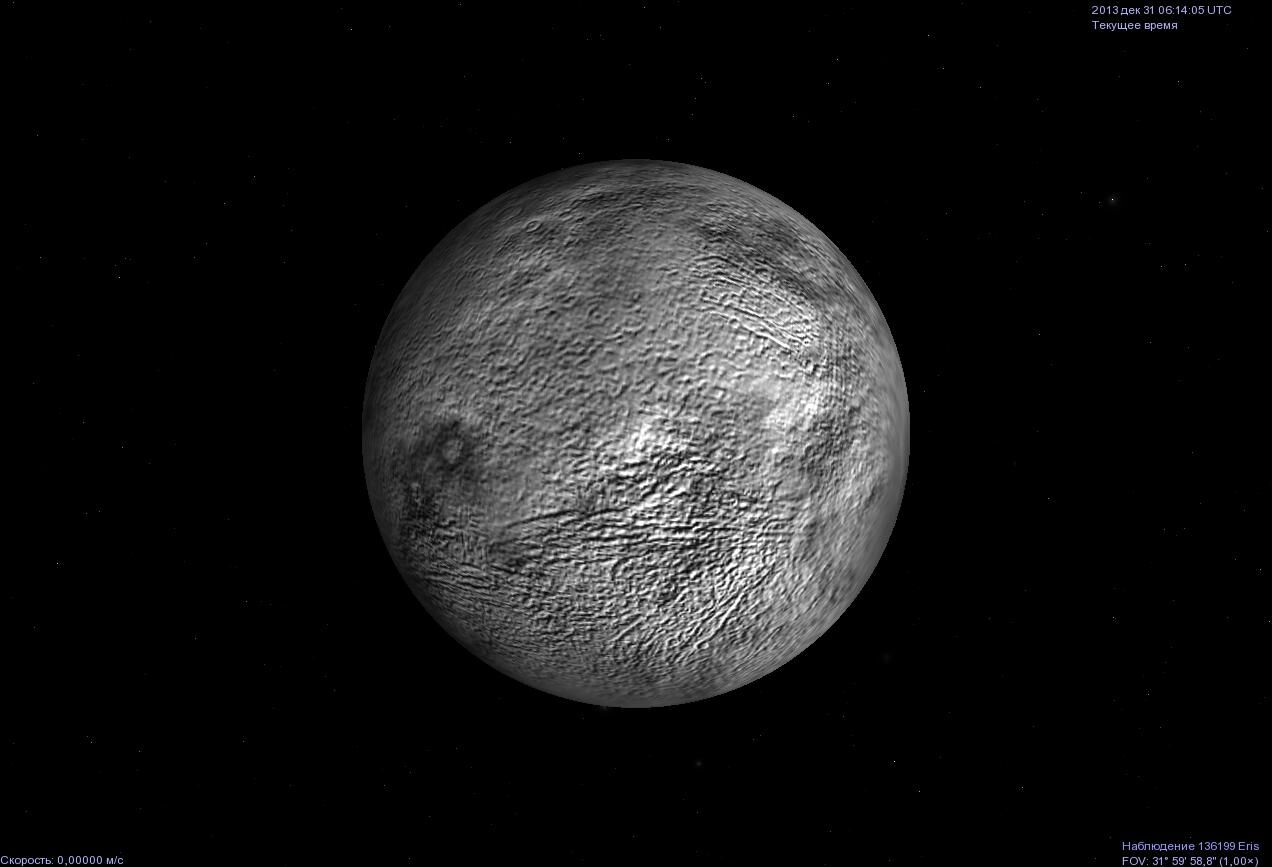 2013 дек 31 06:14:05 UTC
Текущее время
Скорость: 0,00000 м/с
Наблюдение 136199 Eris
FOV: 31° 59' 58,8" (1,00×)